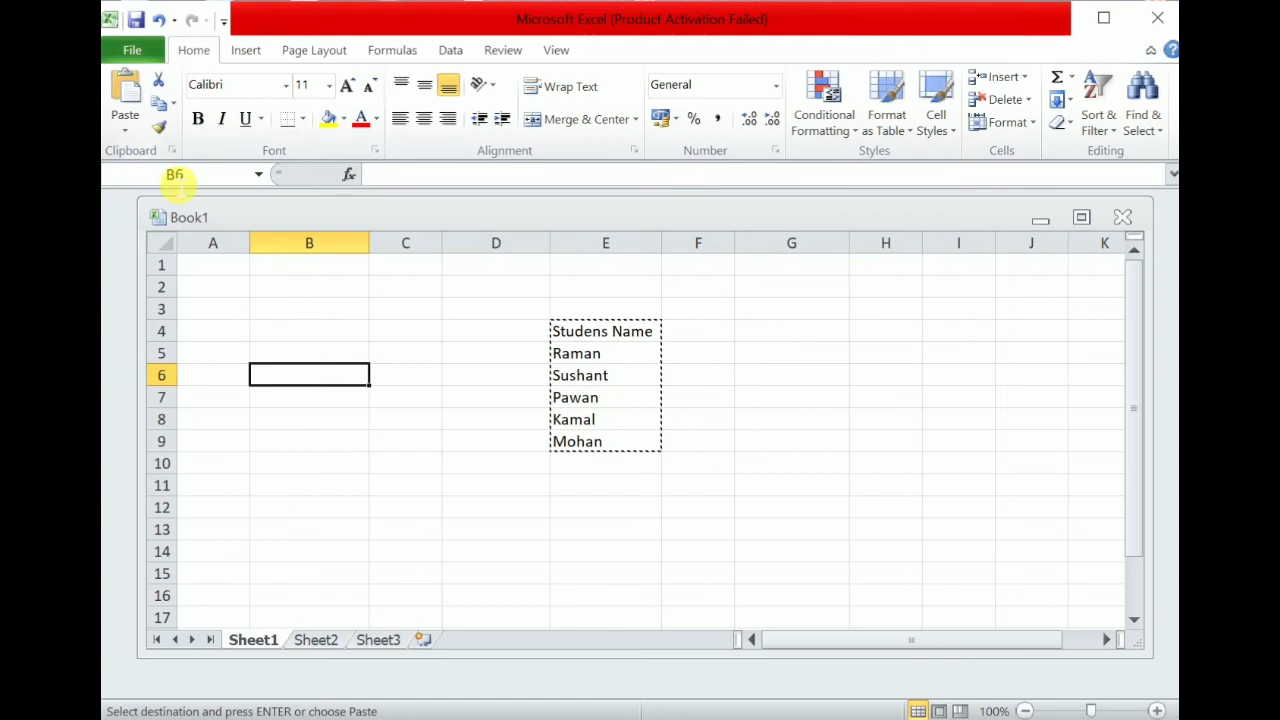 Microsoft Excel (Product Activation Failed)
File Home Insert Page Layout Formulas Data Review View
Paste
Clipboard
Calibri 11
B I U A
Font
Wrap Text
Merge & Center
Alignment
General
%
Number
Conditional Formatting
Format as Table
Cell Styles
Styles
Insert
Delete
Format
Cells
Sort & Filter
Find & Select
Editing
B6 fx
Book1
A B C D E F G H I J K
1
2
3
4 Studens Name
5 Raman
6 Sushant
7 Pawan
8 Kamal
9 Mohan
10
11
12
13
14
15
16
17
Sheet1 Sheet2 Sheet3
Select destination and press ENTER or choose Paste 100%